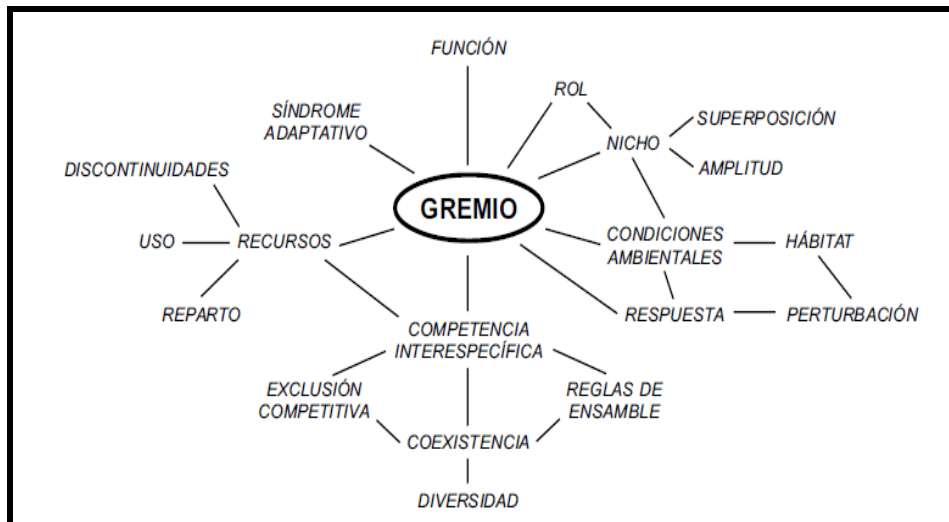 FUNCIÓN
ROL
SÍNDROME
ADAPTATIVO
SUPERPOSICIÓN
NICHO
DISCONTINUIDADES
AMPLITUD
GREMIO
USO
RECURSOS
CONDICIONES
AMBIENTALES
HÁBITAT
REPARTO
RESPUESTA
PERTURBACIÓN
COMPETENCIA
INTERESPECÍFICA
EXCLUSIÓN
COMPETITIVA
REGLAS DE
ENSAMBLE
COEXISTENCIA
DIVERSIDAD